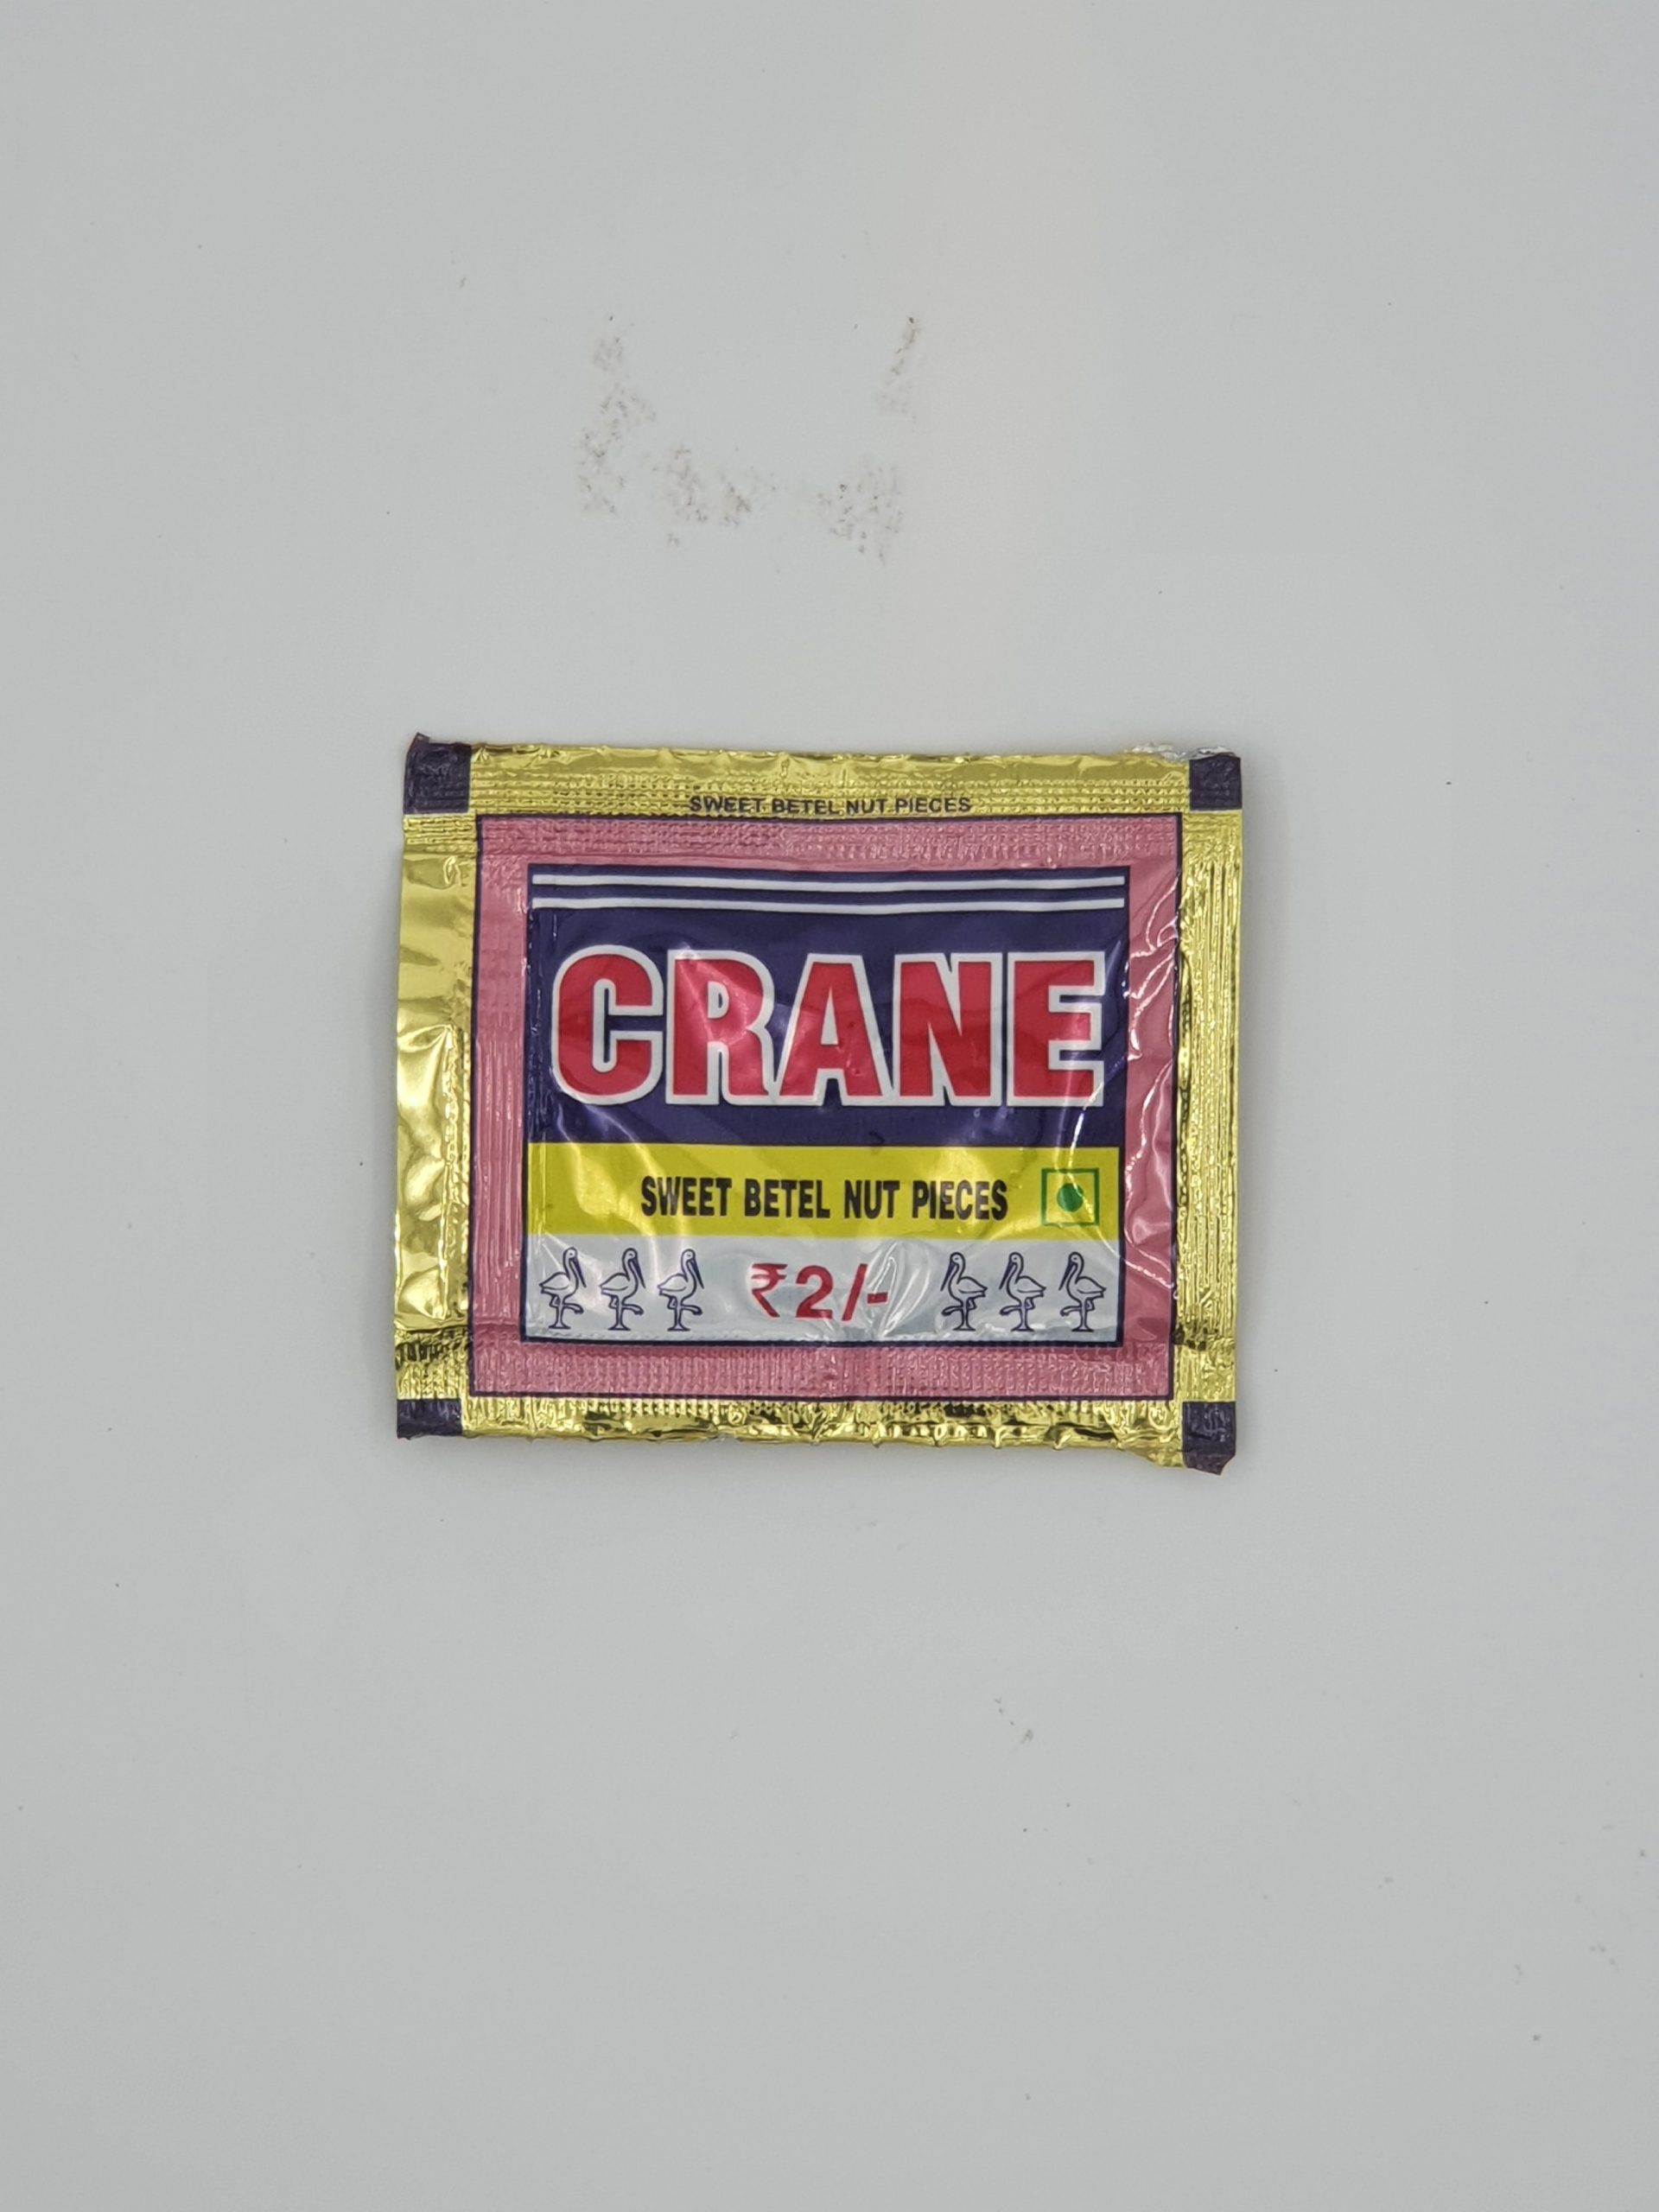 SWEET BETEL NUT PIECES
CRANE
SWEET BETEL NUT PIECES
₹2/-